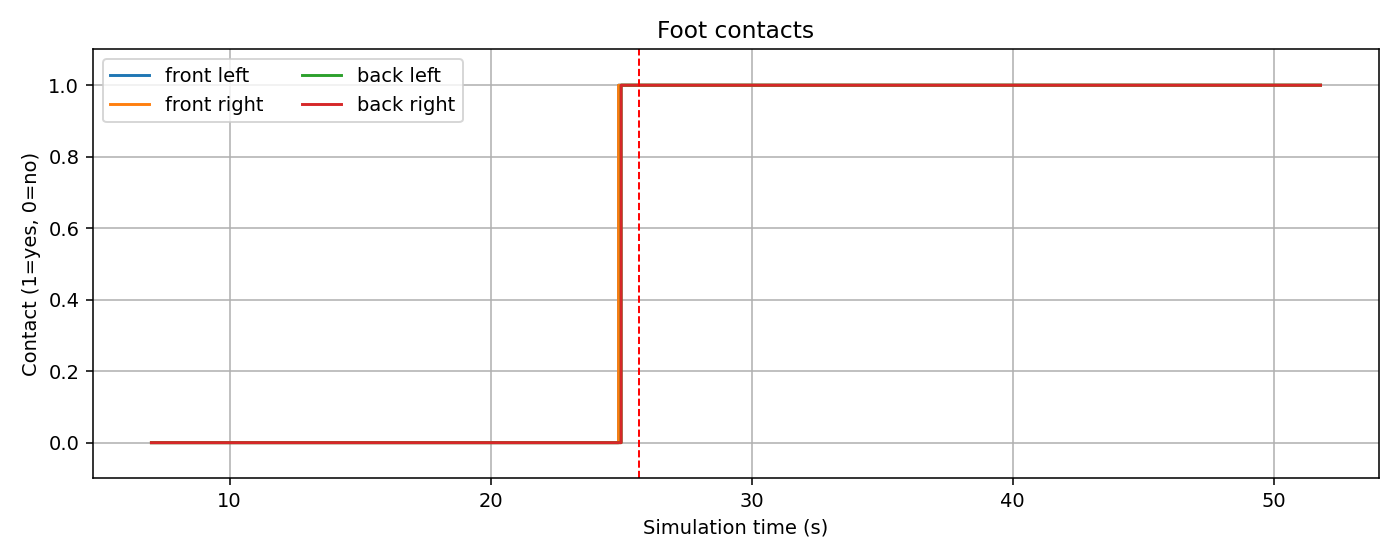 Foot contacts
front left
front right
back left
back right
Contact (1=yes, 0=no)
1.0
0.8
0.6
0.4
0.2
0.0
10
20
30
40
50
Simulation time (s)